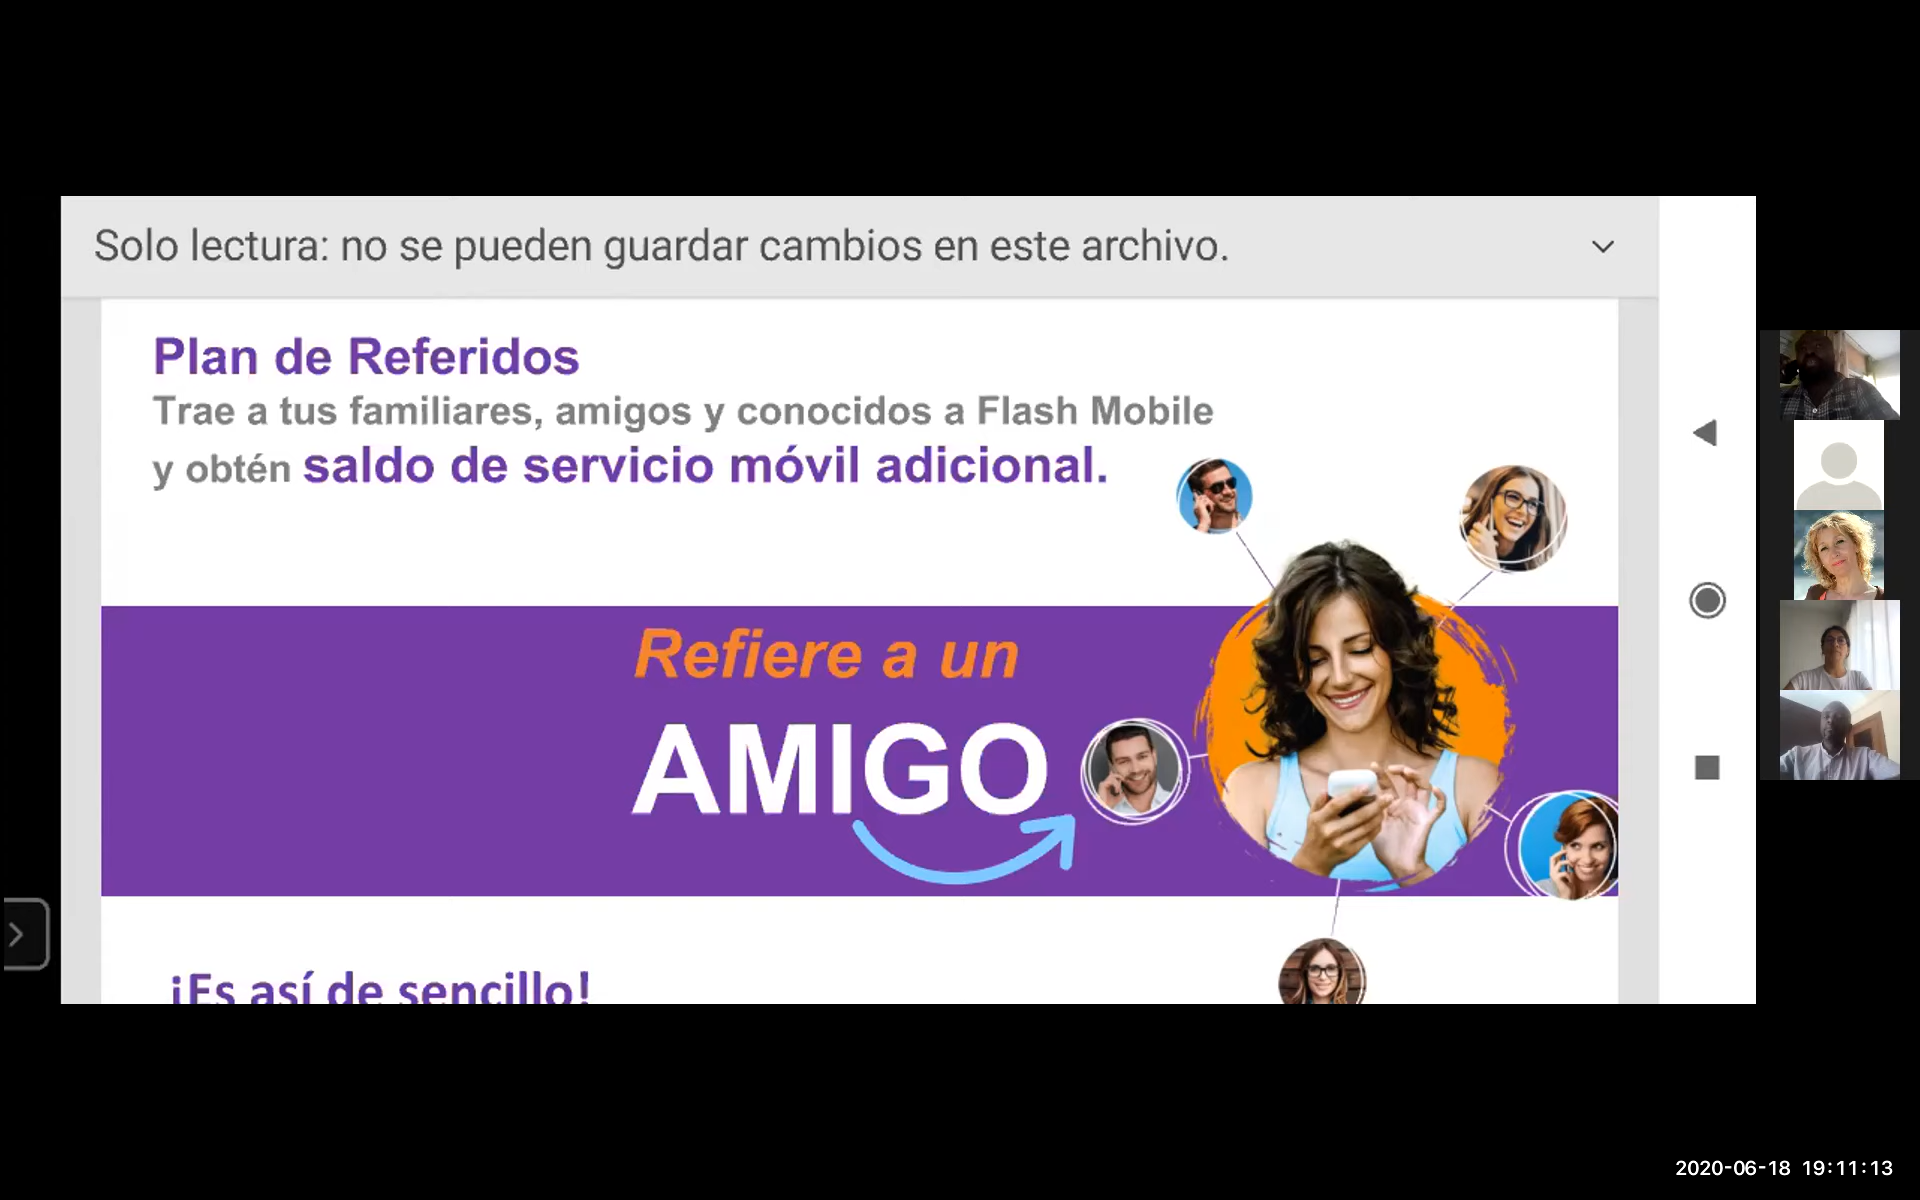 Solo lectura: no se pueden guardar cambios en este archivo.
Plan de Referidos
Trae a tus familiares, amigos y conocidos a Flash Mobile
y obtén saldo de servicio móvil adicional.
Refiere a un
AMIGO
¡Es así de sencillo!
2020-06-18 19:11:13